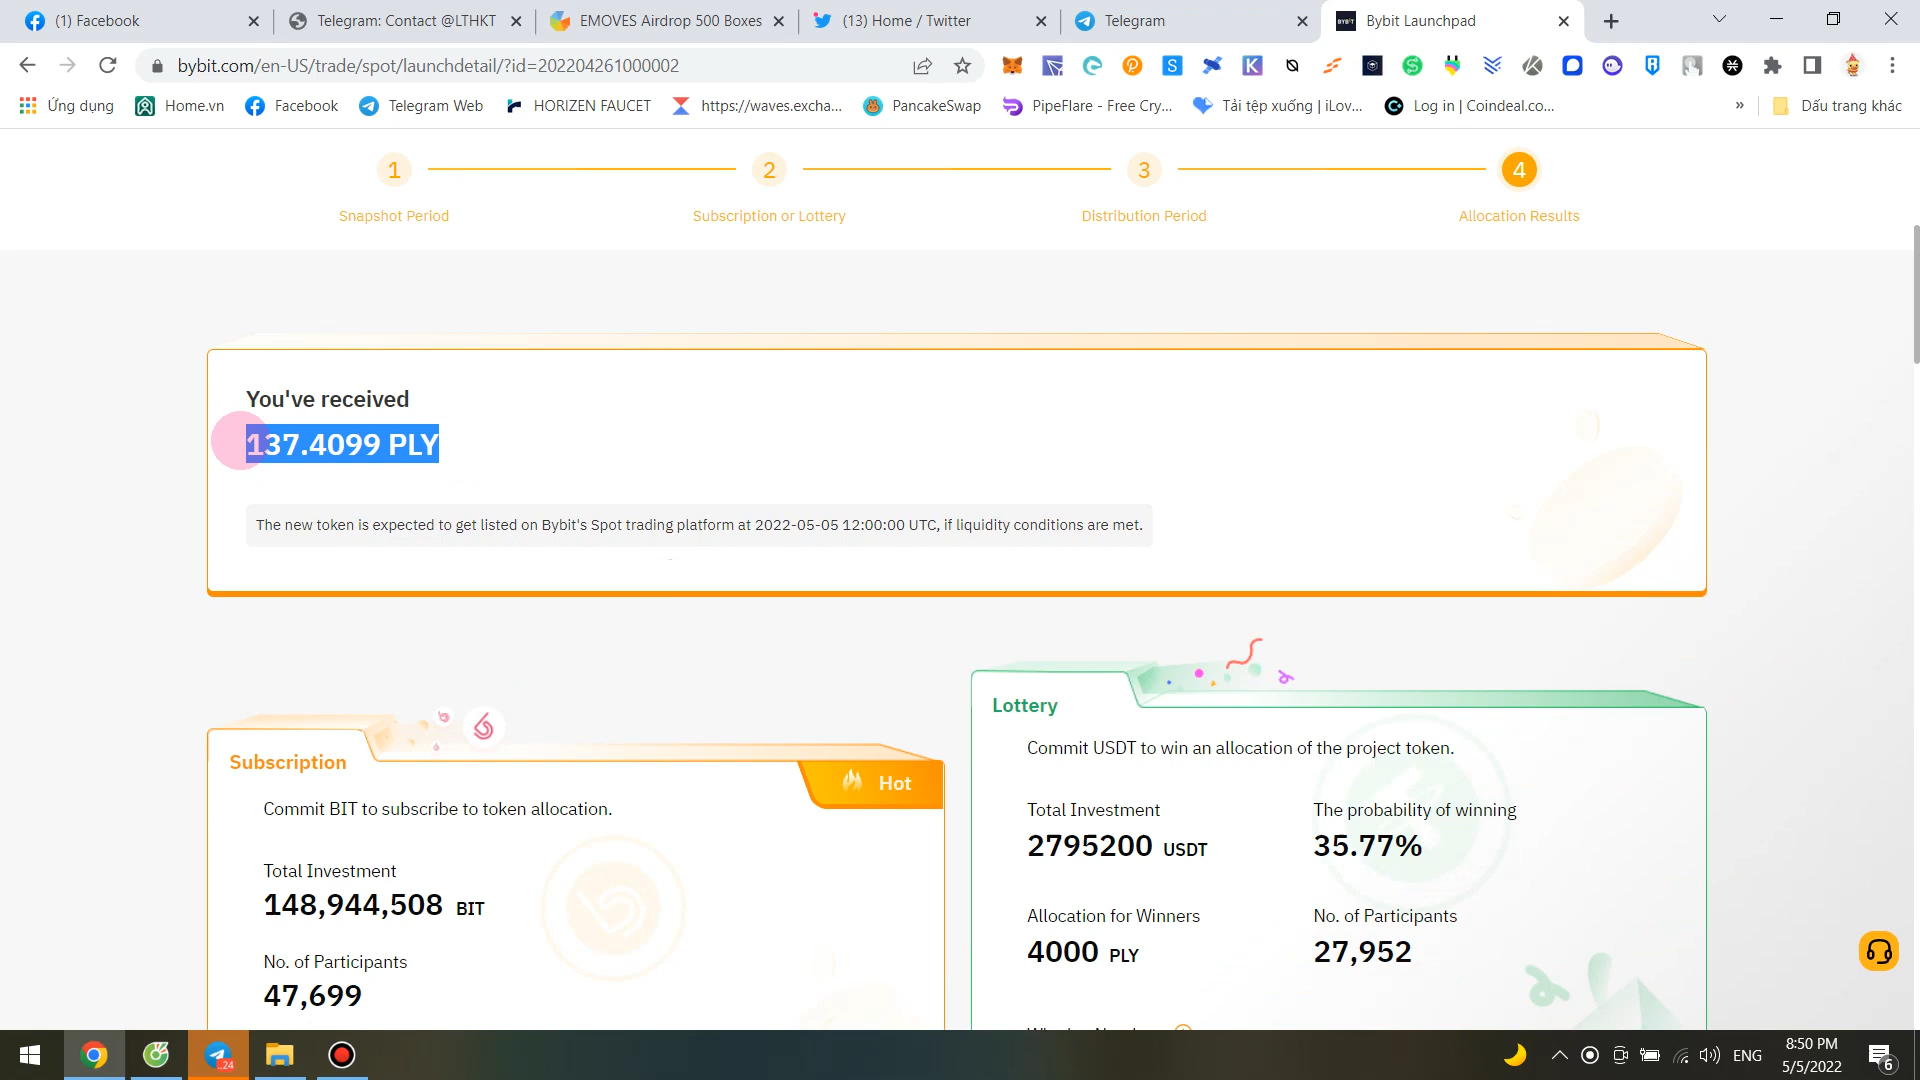 (1) Facebook
Telegram: Contact @LTHKT
EMOVES Airdrop 500 Boxes
(13) Home / Twitter
Telegram
Bybit Launchpad
bybit.com/en-US/trade/spot/launchdetail/?id=202204261000002
Ứng dụng
Home.vn
Facebook
Telegram Web
HORIZEN FAUCET
https://waves.excha...
PancakeSwap
PipeFlare - Free Cry...
Tải tệp xuống | iLov...
Log in | Coindeal.co...
»
Dấu trang khác
1
2
3
4
Snapshot Period
Subscription or Lottery
Distribution Period
Allocation Results
You've received
137.4099 PLY
The new token is expected to get listed on Bybit's Spot trading platform at 2022-05-05 12:00:00 UTC, if liquidity conditions are met.
Subscription
Hot
Commit BIT to subscribe to token allocation.
Total Investment
148,944,508 BIT
No. of Participants
47,699
Lottery
Commit USDT to win an allocation of the project token.
Total Investment
The probability of winning
2795200 USDT
35.77%
Allocation for Winners
No. of Participants
4000 PLY
27,952
24
ENG
8:50 PM
5/5/2022
6